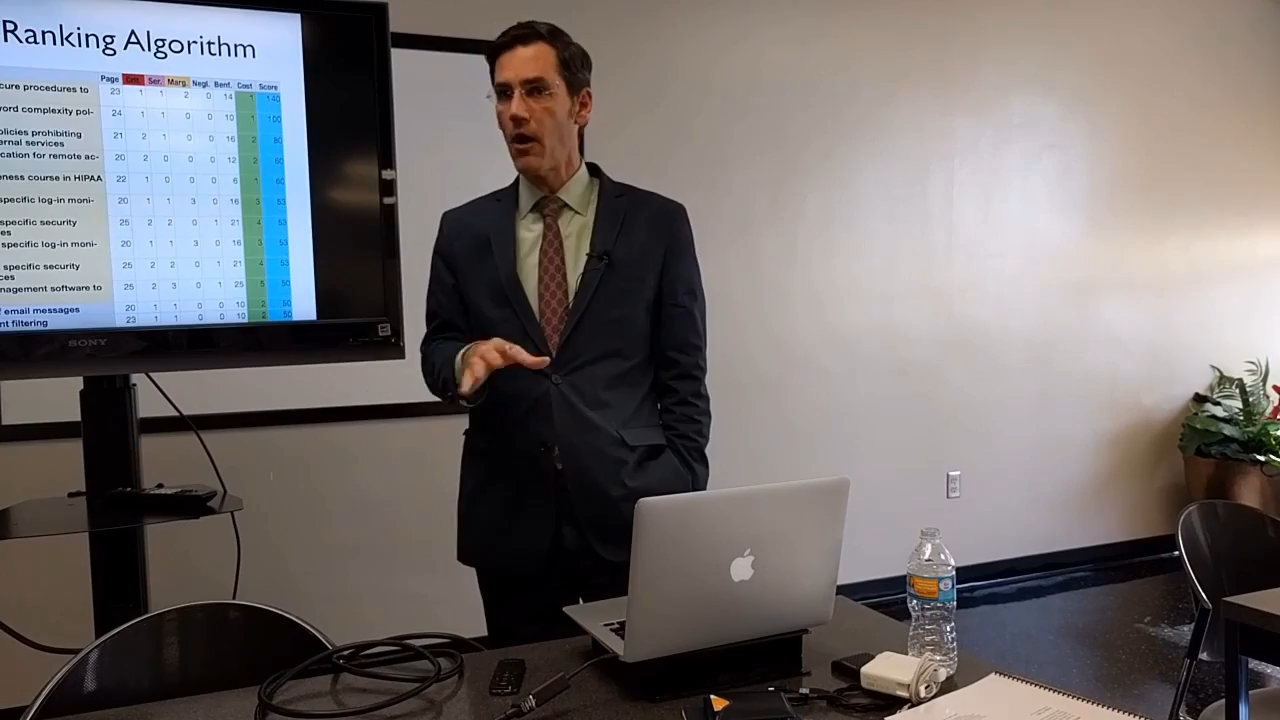 Ranking Algorithm
Page Crit. Ser. Marg. Negl. Benf. Cost Score
cure procedures to 23 1 1 2 0 14 1 140
word complexity pol- 24 1 1 0 0 10 1 100
olicies prohibiting
ernal services 21 2 1 0 0 16 2 80
cation for remote ac- 20 2 0 0 0 12 2 60
eness course in HIPAA 22 1 0 0 0 6 1 60
specific log-in moni- 20 1 1 3 0 16 3 53
specific security
es 25 2 2 0 1 21 4 53
specific log-in moni- 20 1 1 3 0 16 3 53
specific security
ces 25 2 2 0 1 21 4 53
nagement software to 25 2 3 0 1 25 5 50
f email messages 20 1 1 0 0 10 2 50
nt filtering 23 1 1 0 0 10 2 50
SONY